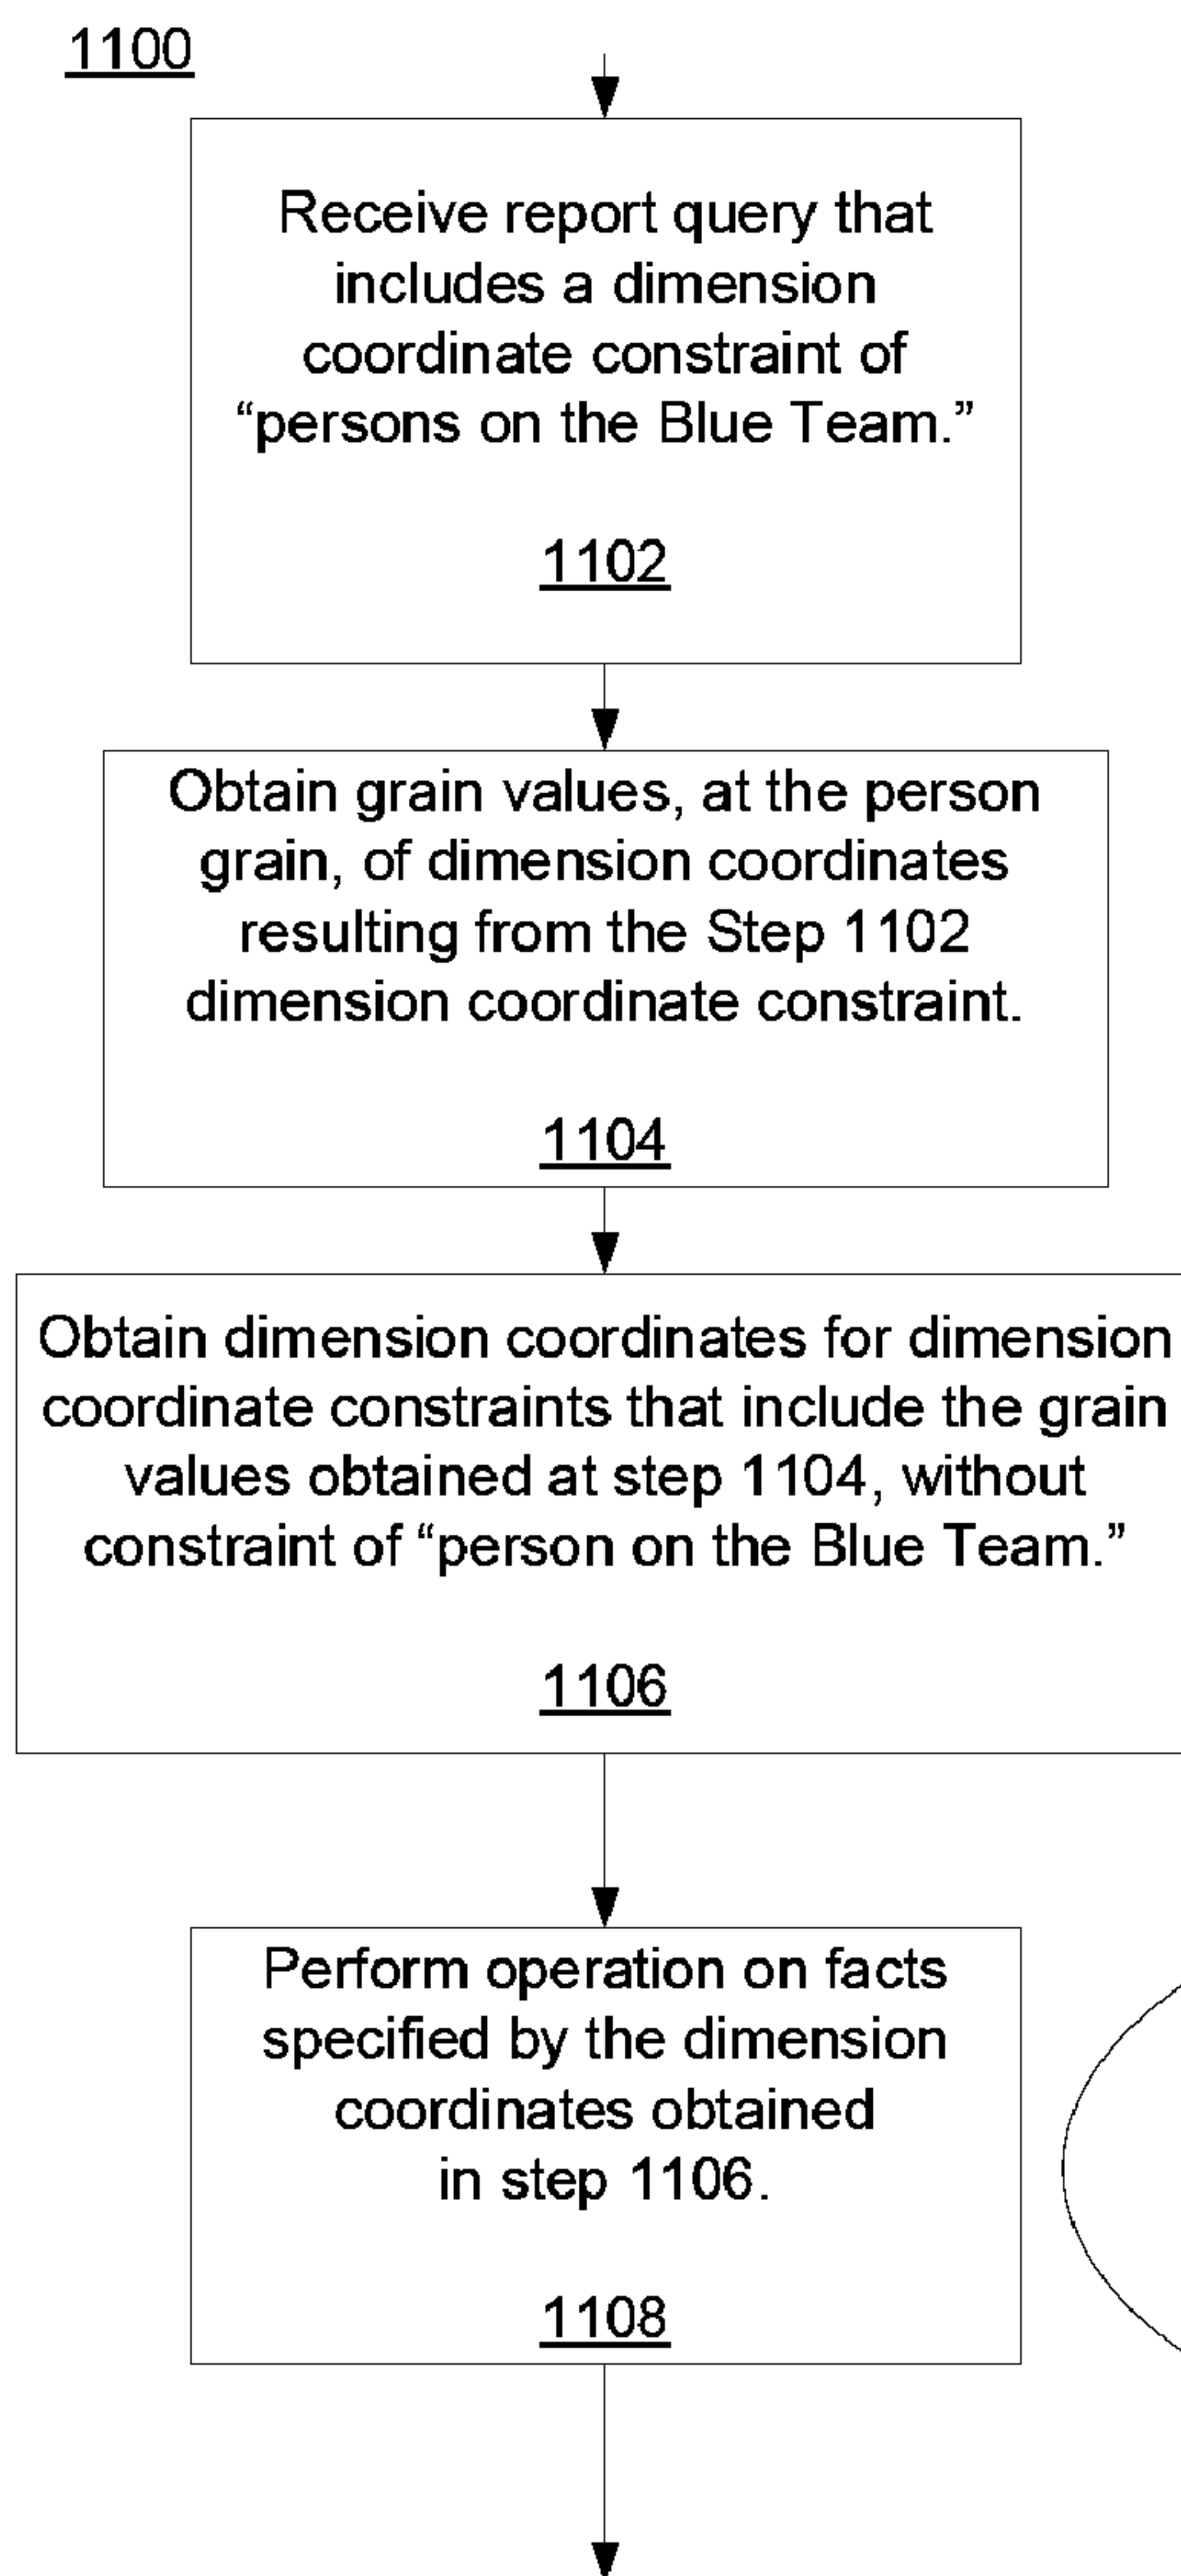 1100
Receive report query that
includes a dimension
coordinate constraint of
“persons on the Blue Team.”
1102
Obtain grain values, at the person
grain, of dimension coordinates
resulting from the Step 1102
dimension coordinate constraint.
1104
Obtain dimension coordinates for dimension
coordinate constraints that include the grain
values obtained at step 1104, without
constraint of “person on the Blue Team.”
1106
Perform operation on facts
specified by the dimension
coordinates obtained
in step 1106.
1108